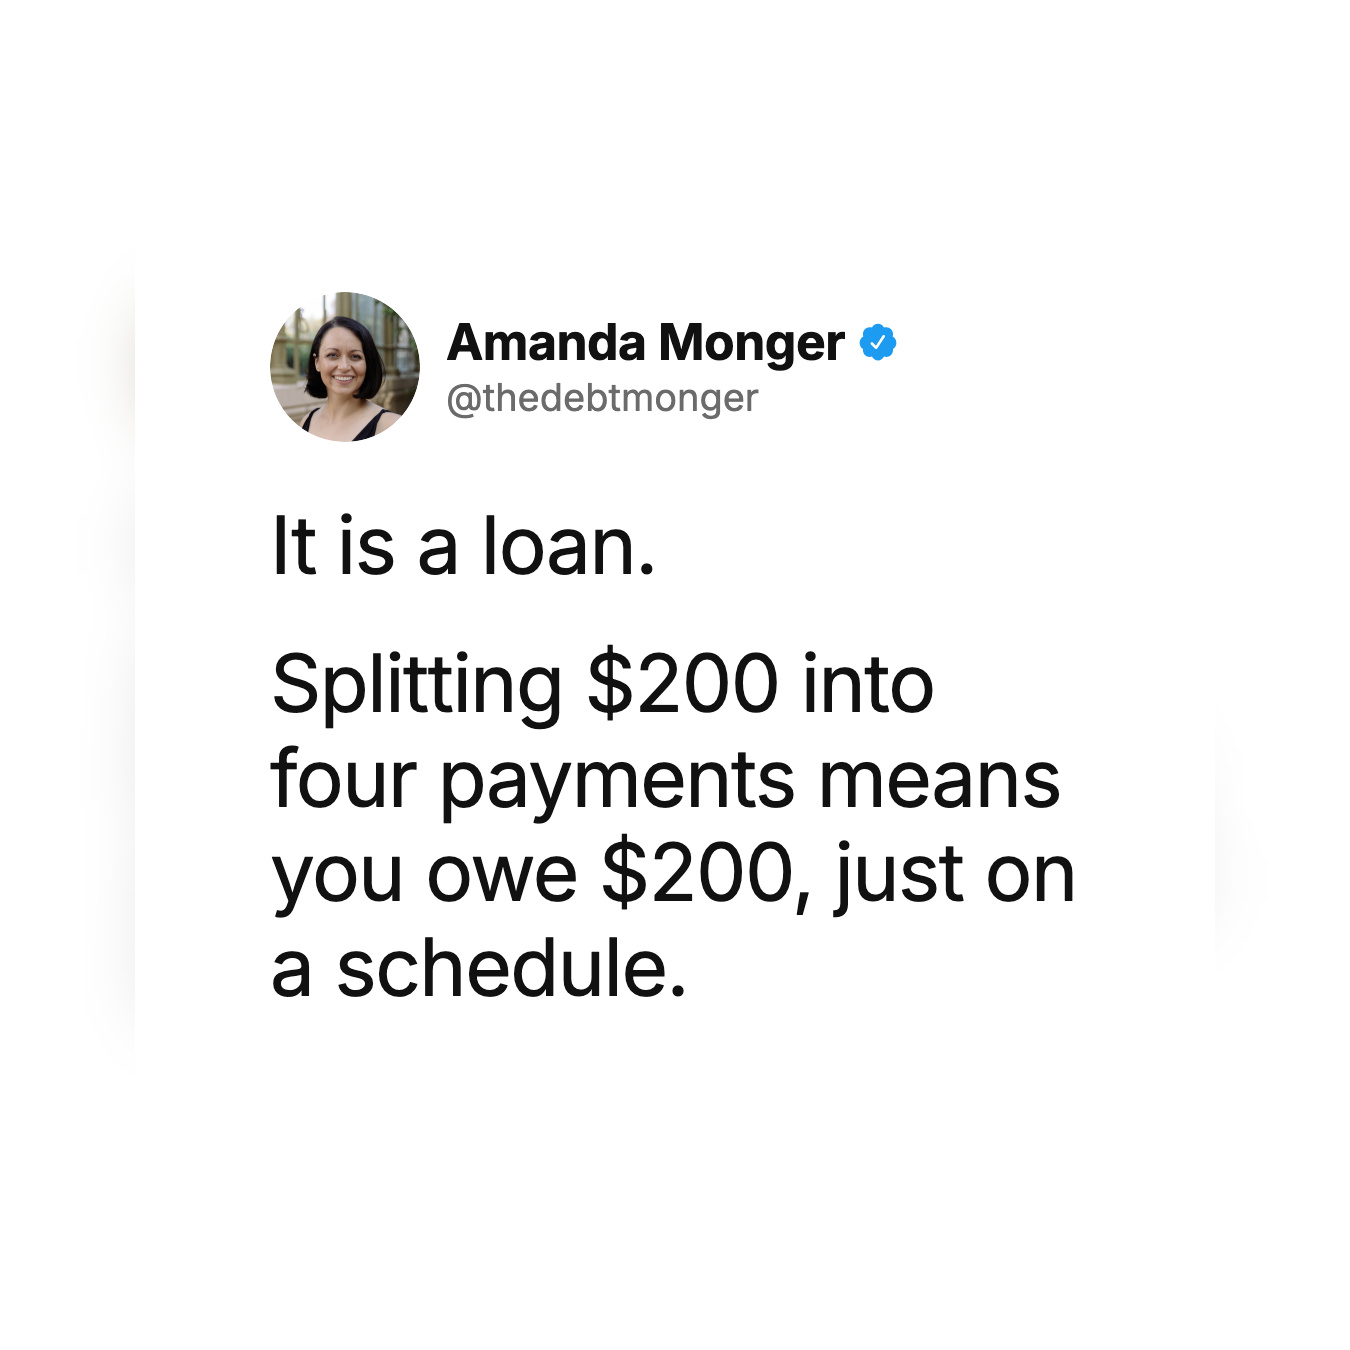 Amanda Monger
@thedebtmonger
It is a loan.
Splitting $200 into
four payments means
you owe $200, just on
a schedule.